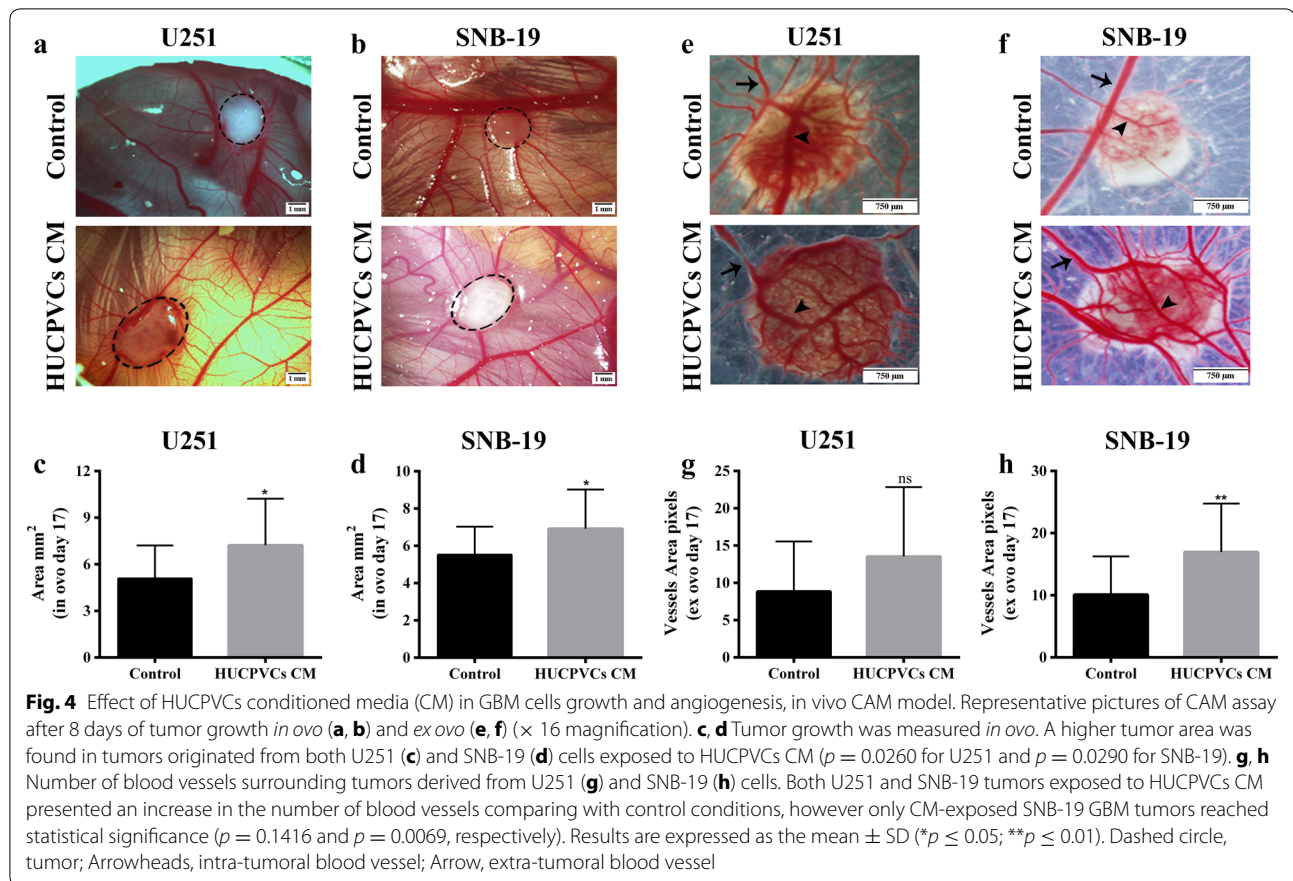 a
U251
b
SNB-19
e
U251
f
SNB-19
Control
1 mm
1 mm
Control
750 µm
750 µm
HUCPVCs CM
1 mm
1 mm
HUCPVCs CM
750 µm
750 µm
c
U251
Area mm²
(in ovo day 17)
12
9
6
3
0
*
Control
HUCPVCs CM
d
SNB-19
Area mm²
(in ovo day 17)
10
8
6
4
2
0
*
Control
HUCPVCs CM
g
U251
Vessels Area pixels
(ex ovo day 17)
25
20
15
10
5
0
ns
Control
HUCPVCs CM
h
SNB-19
Vessels Area pixels
(ex ovo day 17)
30
20
10
0
**
Control
HUCPVCs CM
Fig. 4 Effect of HUCPVCs conditioned media (CM) in GBM cells growth and angiogenesis, in vivo CAM model. Representative pictures of CAM assay
after 8 days of tumor growth in ovo (a, b) and ex ovo (e, f) (× 16 magnification). c, d Tumor growth was measured in ovo. A higher tumor area was
found in tumors originated from both U251 (c) and SNB-19 (d) cells exposed to HUCPVCs CM (p = 0.0260 for U251 and p = 0.0290 for SNB-19). g, h
Number of blood vessels surrounding tumors derived from U251 (g) and SNB-19 (h) cells. Both U251 and SNB-19 tumors exposed to HUCPVCs CM
presented an increase in the number of blood vessels comparing with control conditions, however only CM-exposed SNB-19 GBM tumors reached
statistical significance (p = 0.1416 and p = 0.0069, respectively). Results are expressed as the mean ± SD (*p ≤ 0.05; **p ≤ 0.01). Dashed circle,
tumor; Arrowheads, intra-tumoral blood vessel; Arrow, extra-tumoral blood vessel